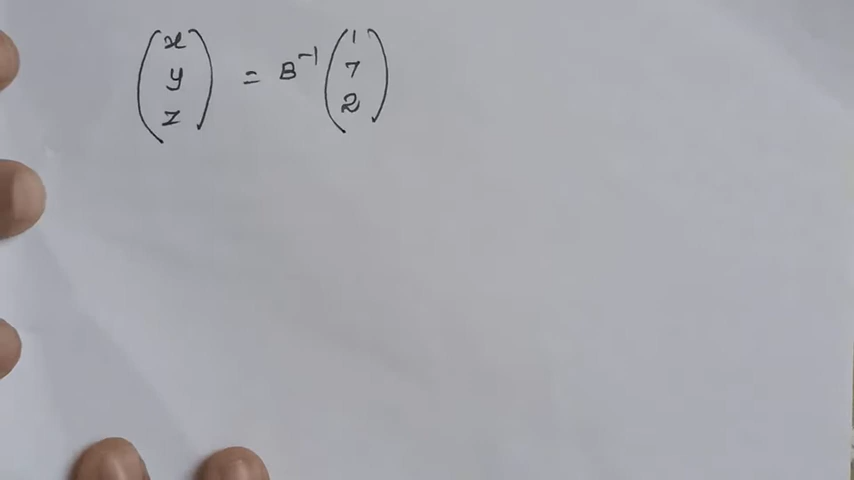 (x y z) = B⁻¹ (1 7 2)